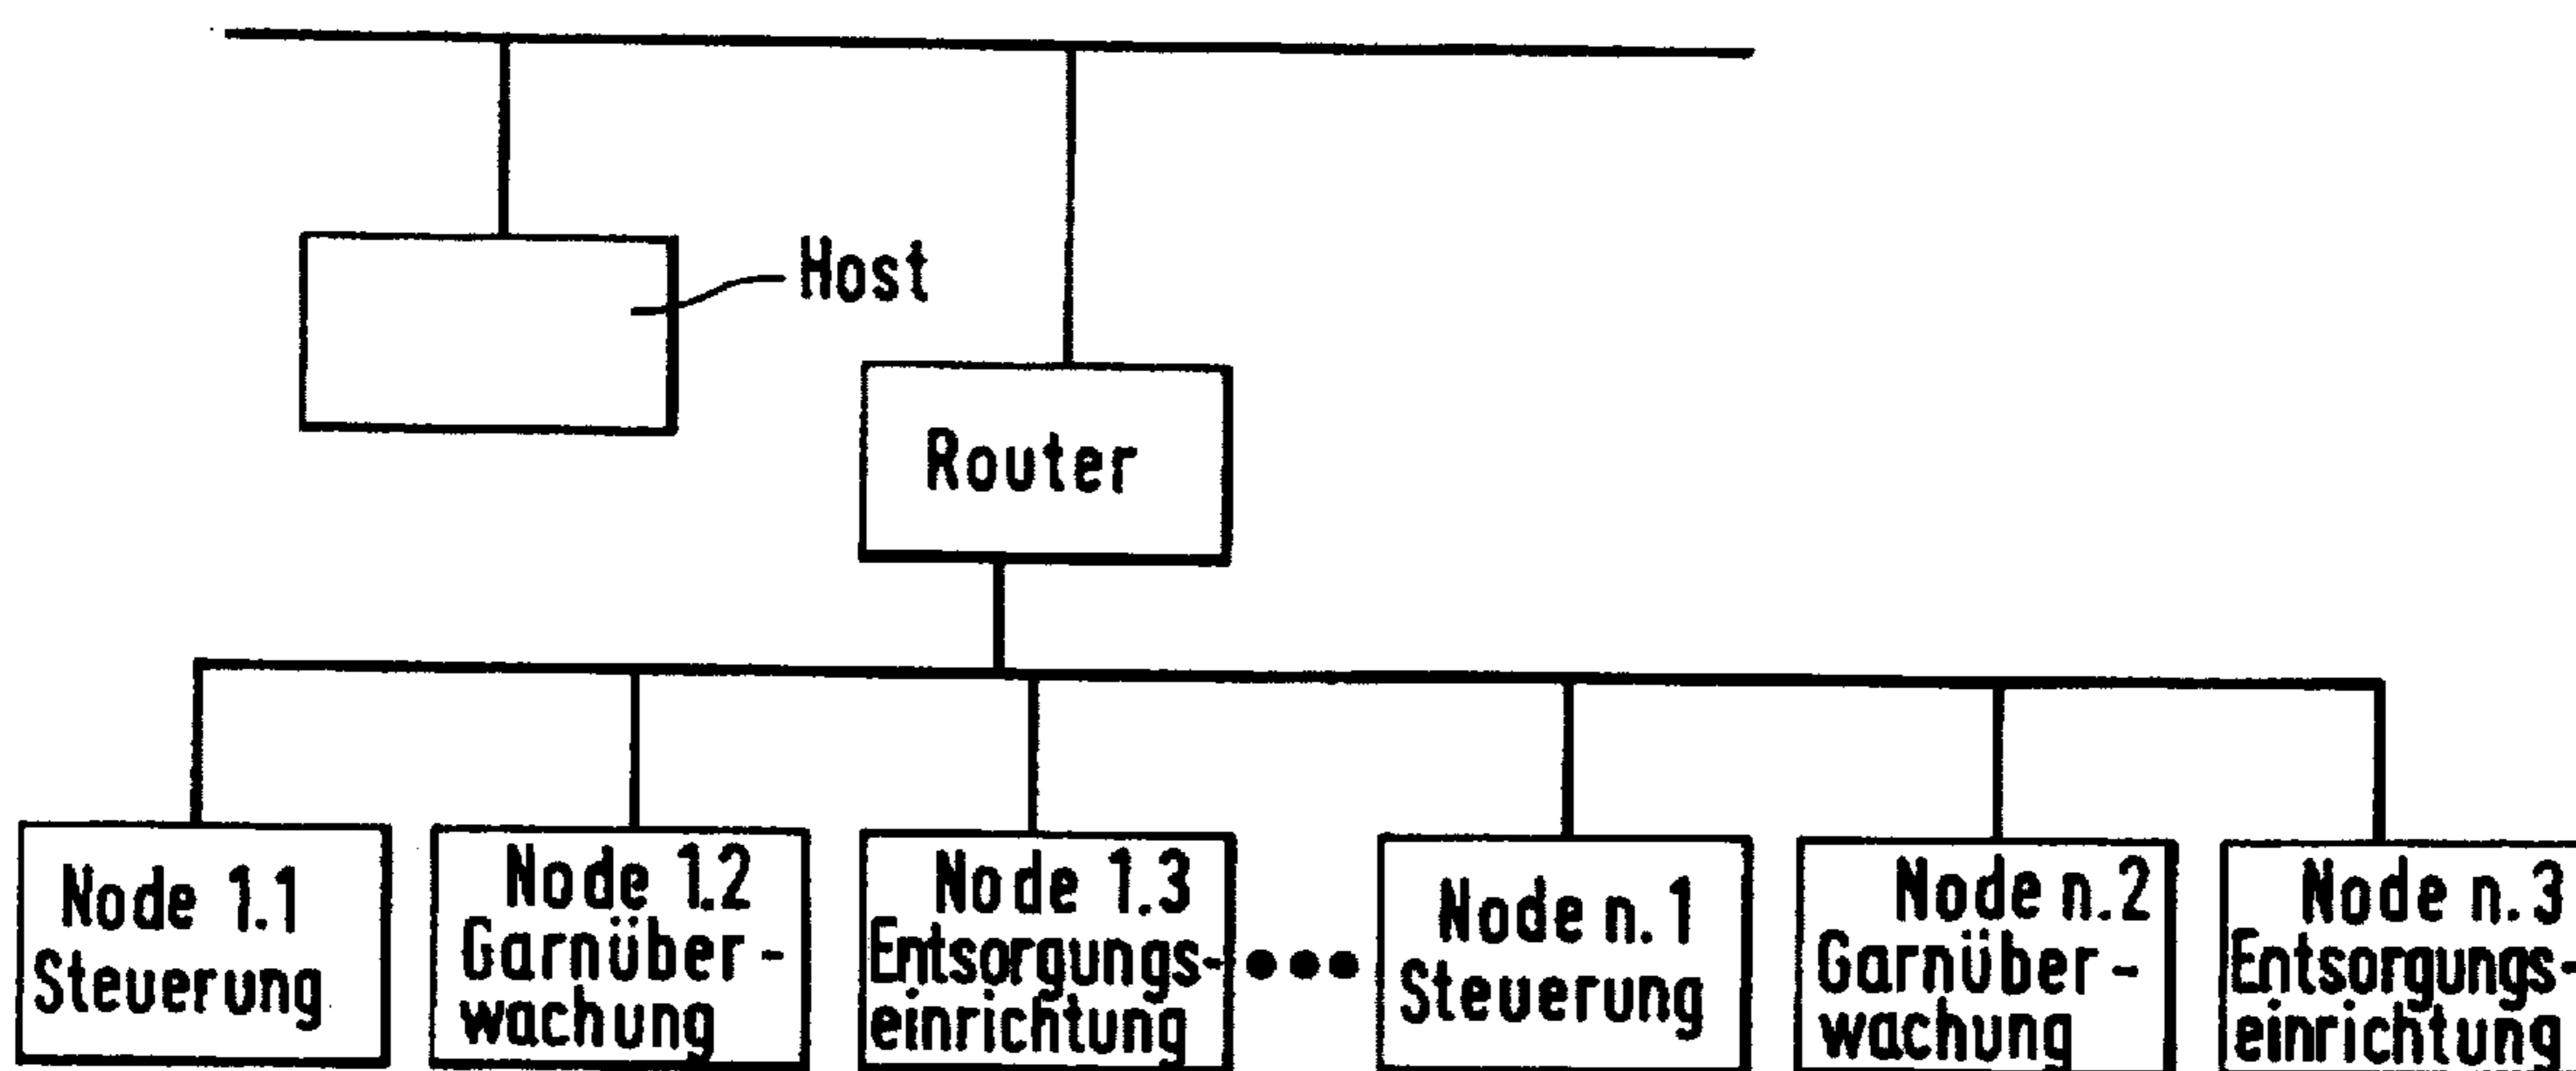 Host
Router
Node 1.1
Steuerung
Node 1.2
Garnüber-
wachung
Node 1.3
Entsorgungs-
einrichtung
Node n.1
Steuerung
Node n.2
Garnüber-
wachung
Node n.3
Entsorgungs-
einrichtung